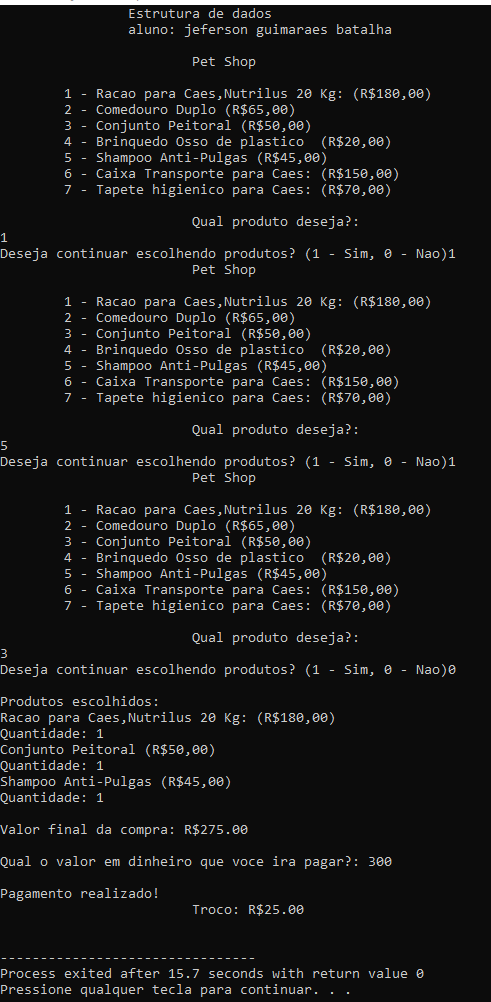 Estrutura de dados
aluno: jeferson guimaraes batalha
Pet Shop
1 - Racao para Caes,Nutrilus 20 Kg: (R$180,00)
2 - Comedouro Duplo (R$65,00)
3 - Conjunto Peitoral (R$50,00)
4 - Brinquedo Osso de plastico  (R$20,00)
5 - Shampoo Anti-Pulgas (R$45,00)
6 - Caixa Transporte para Caes: (R$150,00)
7 - Tapete higienico para Caes: (R$70,00)
Qual produto deseja?:
1
Deseja continuar escolhendo produtos? (1 - Sim, 0 - Nao)1
Pet Shop
1 - Racao para Caes,Nutrilus 20 Kg: (R$180,00)
2 - Comedouro Duplo (R$65,00)
3 - Conjunto Peitoral (R$50,00)
4 - Brinquedo Osso de plastico  (R$20,00)
5 - Shampoo Anti-Pulgas (R$45,00)
6 - Caixa Transporte para Caes: (R$150,00)
7 - Tapete higienico para Caes: (R$70,00)
Qual produto deseja?:
5
Deseja continuar escolhendo produtos? (1 - Sim, 0 - Nao)1
Pet Shop
1 - Racao para Caes,Nutrilus 20 Kg: (R$180,00)
2 - Comedouro Duplo (R$65,00)
3 - Conjunto Peitoral (R$50,00)
4 - Brinquedo Osso de plastico  (R$20,00)
5 - Shampoo Anti-Pulgas (R$45,00)
6 - Caixa Transporte para Caes: (R$150,00)
7 - Tapete higienico para Caes: (R$70,00)
Qual produto deseja?:
3
Deseja continuar escolhendo produtos? (1 - Sim, 0 - Nao)0
Produtos escolhidos:
Racao para Caes,Nutrilus 20 Kg: (R$180,00)
Quantidade: 1
Conjunto Peitoral (R$50,00)
Quantidade: 1
Shampoo Anti-Pulgas (R$45,00)
Quantidade: 1
Valor final da compra: R$275.00
Qual o valor em dinheiro que voce ira pagar?: 300
Pagamento realizado!
Troco: R$25.00
--------------------------------
Process exited after 15.7 seconds with return value 0
Pressione qualquer tecla para continuar. . .